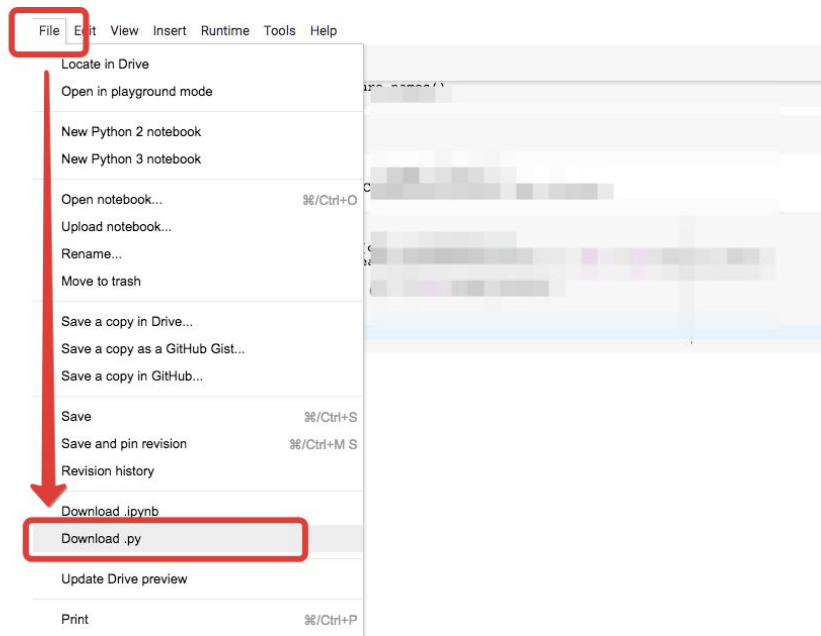 File Edit View Insert Runtime Tools Help
Locate in Drive
Open in playground mode
New Python 2 notebook
New Python 3 notebook
Open notebook... ⌘/Ctrl+O
Upload notebook...
Rename...
Move to trash
Save a copy in Drive...
Save a copy as a GitHub Gist...
Save a copy in GitHub...
Save ⌘/Ctrl+S
Save and pin revision ⌘/Ctrl+M S
Revision history
Download .ipynb
Download .py
Update Drive preview
Print ⌘/Ctrl+P